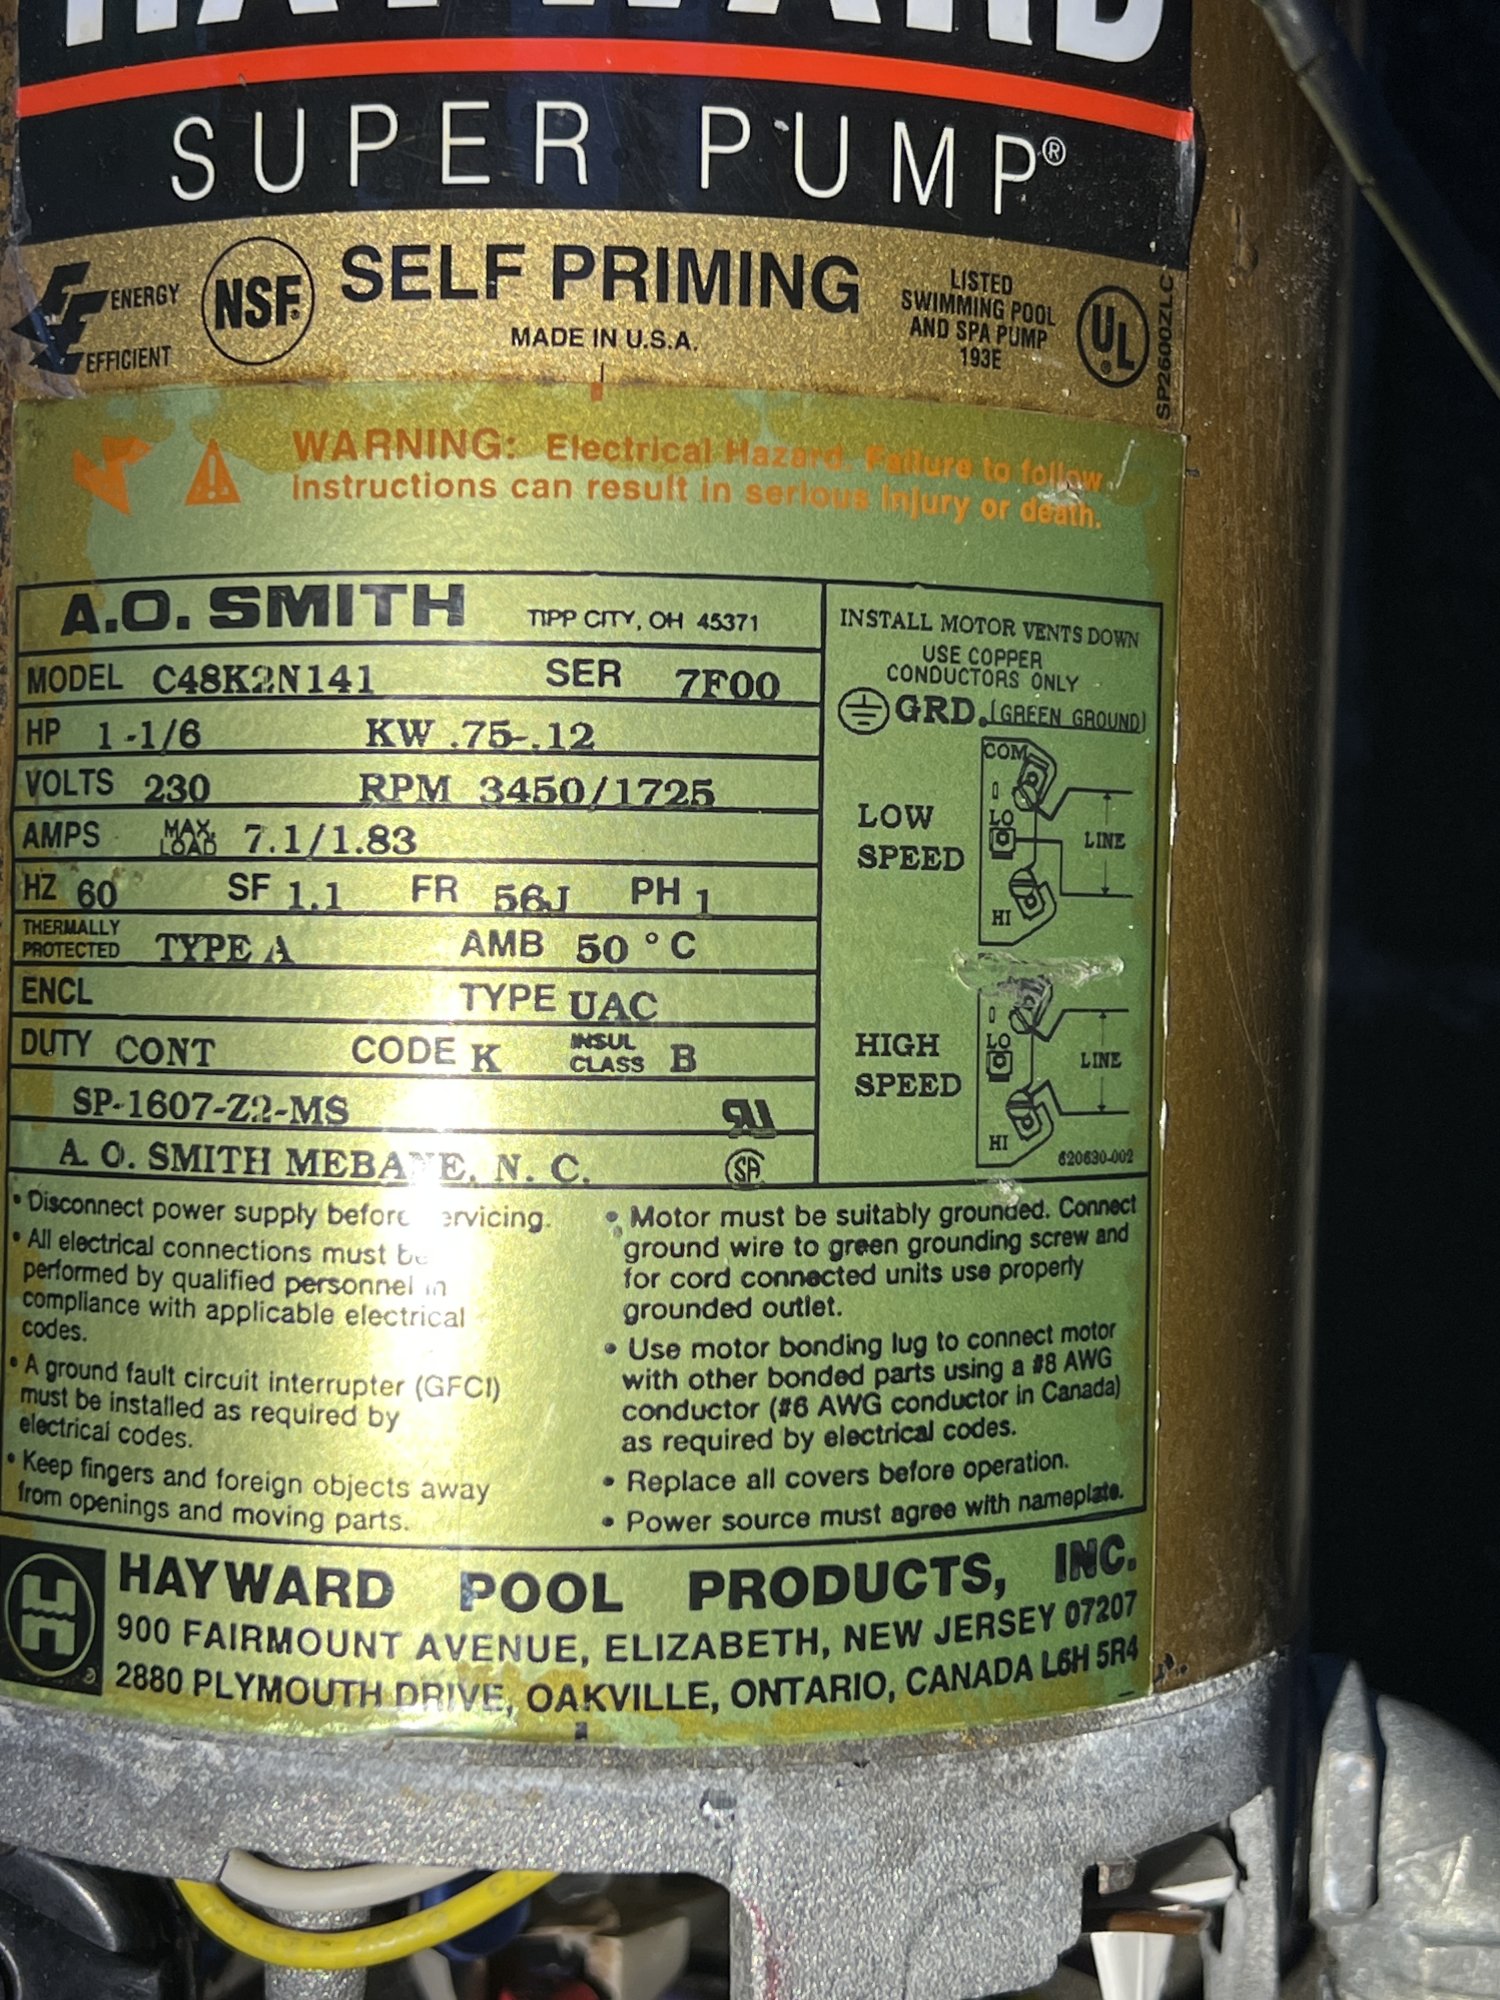 HAYWARD
SUPER PUMP®
ENERGY
EFFICIENT
NSF.
SELF PRIMING
MADE IN U.S.A.
LISTED
SWIMMING POOL
AND SPA PUMP
193E
UL
SP2600ZLC
WARNING: Electrical Hazard. Failure to follow
instructions can result in serious injury or death.
A.O. SMITH TIPP CITY, OH 45371
MODEL C48K2N141 SER 7F00
HP 1-1/6 KW .75-.12
VOLTS 230 RPM 3450/1725
AMPS MAX. LOAD 7.1/1.83
HZ 60 SF 1.1 FR 56J PH 1
THERMALLY PROTECTED TYPE A AMB 50°C
ENCL TYPE UAC
DUTY CONT CODE K INSUL CLASS B
SP-1607-Z2-MS
A. O. SMITH MEBANE, N. C.
INSTALL MOTOR VENTS DOWN
USE COPPER
CONDUCTORS ONLY
GRD. (GREEN GROUND)
COM
LOW
SPEED
LO
LINE
HI
HIGH
SPEED
LO
LINE
HI
620630-002
• Disconnect power supply before servicing.
• All electrical connections must be
performed by qualified personnel in
compliance with applicable electrical
codes.
• A ground fault circuit interrupter (GFCI)
must be installed as required by
electrical codes.
• Keep fingers and foreign objects away
from openings and moving parts.
• Motor must be suitably grounded. Connect
ground wire to green grounding screw and
for cord connected units use properly
grounded outlet.
• Use motor bonding lug to connect motor
with other bonded parts using a #8 AWG
conductor (#6 AWG conductor in Canada)
as required by electrical codes.
• Replace all covers before operation.
• Power source must agree with nameplate.
HAYWARD POOL PRODUCTS, INC.
900 FAIRMOUNT AVENUE, ELIZABETH, NEW JERSEY 07207
2880 PLYMOUTH DRIVE, OAKVILLE, ONTARIO, CANADA L6H 5R4